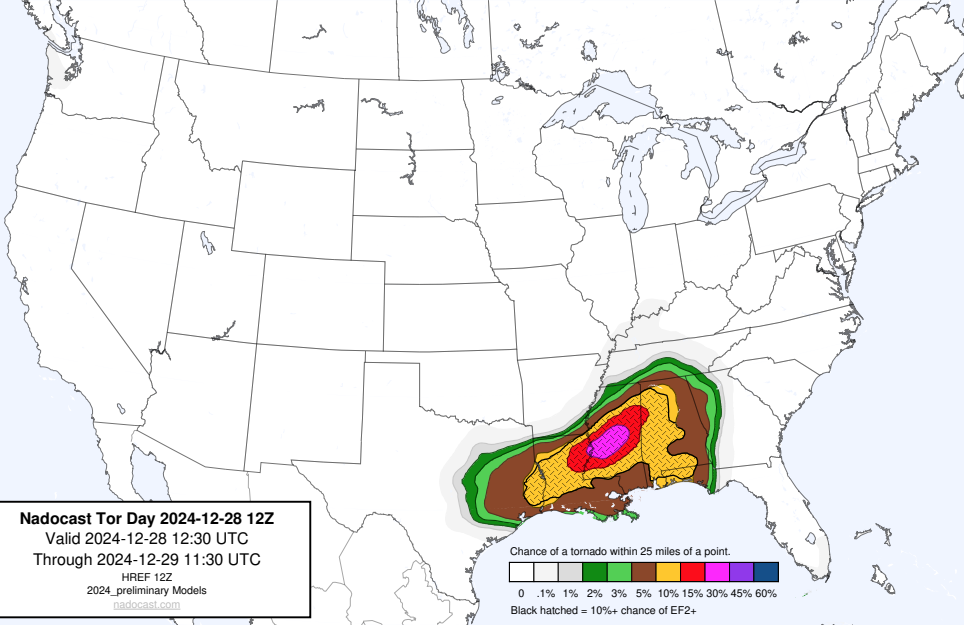 Nadocast Tor Day 2024-12-28 12Z
Valid 2024-12-28 12:30 UTC
Through 2024-12-29 11:30 UTC
HREF 12Z
2024_preliminary Models
nadocast.com
Chance of a tornado within 25 miles of a point.
0 .1% 1% 2% 3% 5% 10% 15% 30% 45% 60%
Black hatched = 10%+ chance of EF2+